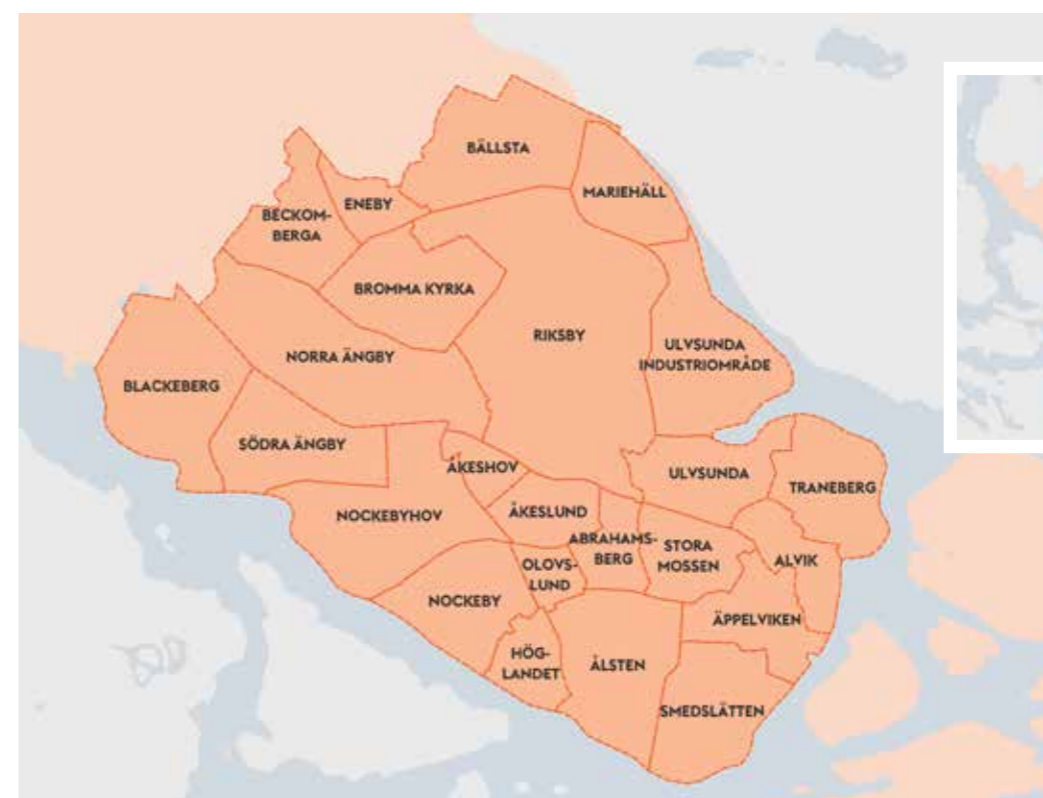 BÄLLSTA
MARIEHÄLL
ENEBY
BECKOM-
BERGA
BROMMA KYRKA
RIKSBY
ULVSUNDA
INDUSTRIOMRÅDE
NORRA ÄNGBY
BLACKEBERG
SÖDRA ÄNGBY
ÅKESHOV
ULVSUNDA
TRANEBERG
NOCKEBYHOV
ÅKESLUND
ABRAHAMS-
BERG
STORA
MOSSEN
ALVIK
OLOVS-
LUND
NOCKEBY
ÄPPELVIKEN
HÖG-
LANDET
ÅLSTEN
SMEDSLÄTTEN